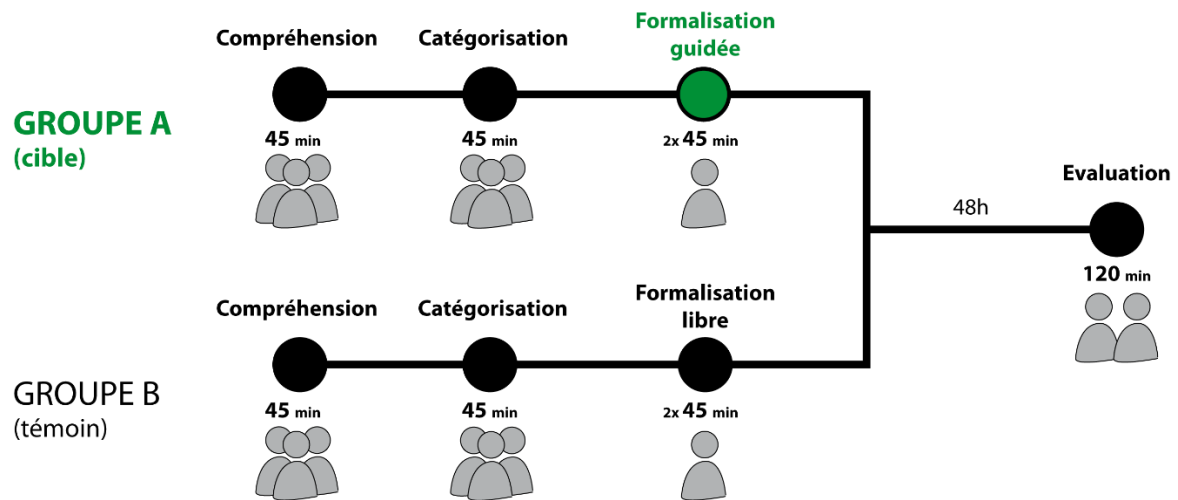 Compréhension
Catégorisation
Formalisation
guidée
GROUPE A
(cible)
45 min
45 min
2x 45 min
48h
Evaluation
120 min
Compréhension
Catégorisation
Formalisation
libre
GROUPE B
(témoin)
45 min
45 min
2x 45 min